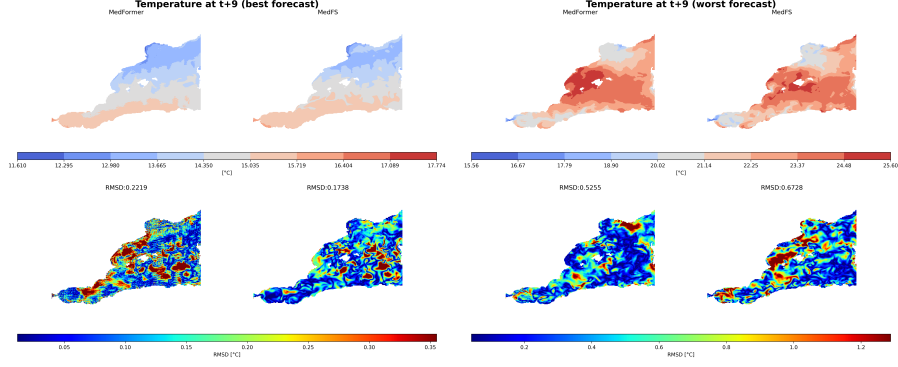 Temperature at t+9 (best forecast)
MedFormer
MedFS
11.610 12.295 12.980 13.665 14.350 15.035 15.719 16.404 17.089 17.774
[°C]
RMSD:0.2219
RMSD:0.1738
0.05 0.10 0.15 0.20 0.25 0.30 0.35
RMSD [°C]
Temperature at t+9 (worst forecast)
MedFormer
MedFS
15.56 16.67 17.79 18.90 20.02 21.14 22.25 23.37 24.48 25.60
[°C]
RMSD:0.5255
RMSD:0.6728
0.2 0.4 0.6 0.8 1.0 1.2
RMSD [°C]